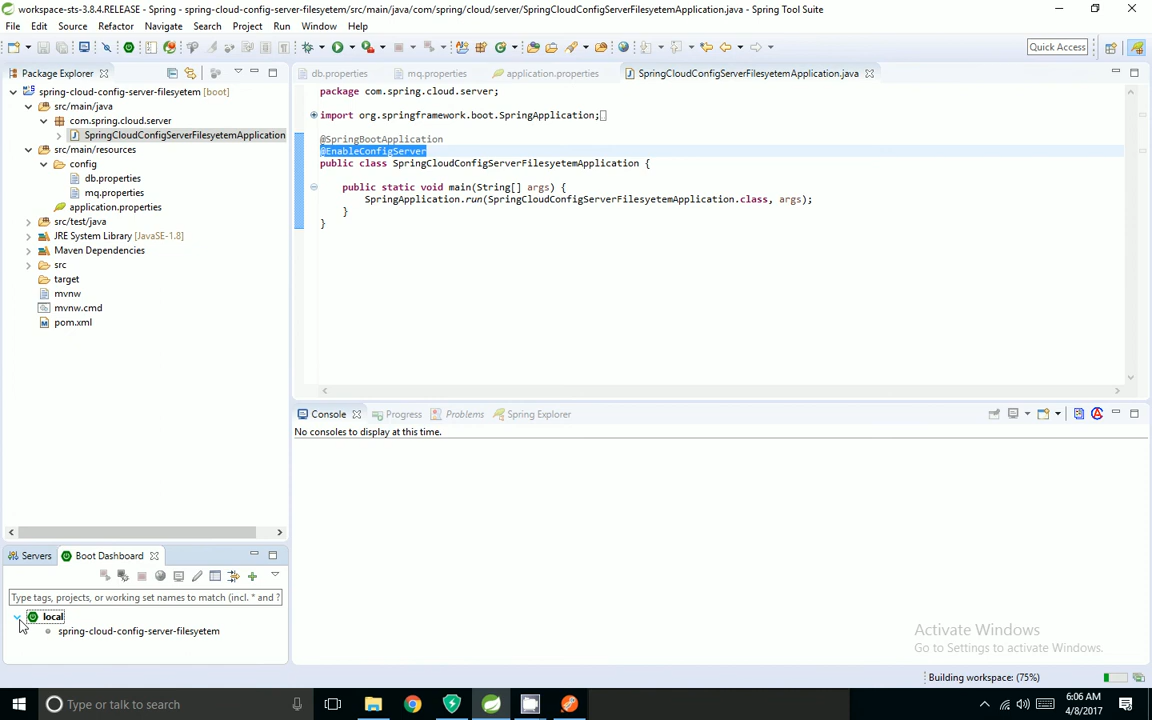 workspace-sts-3.8.4.RELEASE - Spring - spring-cloud-config-server-filesyetem/src/main/java/com/spring/cloud/server/SpringCloudConfigServerFilesyetemApplication.java - Spring Tool Suite
File Edit Source Refactor Navigate Search Project Run Window Help
Quick Access
Package Explorer
db.properties mq.properties application.properties SpringCloudConfigServerFilesyetemApplication.java
spring-cloud-config-server-filesyetem [boot]
src/main/java
com.spring.cloud.server
SpringCloudConfigServerFilesyetemApplication
src/main/resources
config
db.properties
mq.properties
application.properties
src/test/java
JRE System Library [JavaSE-1.8]
Maven Dependencies
src
target
mvnw
mvnw.cmd
pom.xml
package com.spring.cloud.server;
import org.springframework.boot.SpringApplication;
@SpringBootApplication
@EnableConfigServer
public class SpringCloudConfigServerFilesyetemApplication {
public static void main(String[] args) {
SpringApplication.run(SpringCloudConfigServerFilesyetemApplication.class, args);
}
}
Console Progress Problems Spring Explorer
No consoles to display at this time.
Servers Boot Dashboard
Type tags, projects, or working set names to match (incl. * and ?
local
spring-cloud-config-server-filesyetem
Activate Windows
Go to Settings to activate Windows.
Building workspace: (75%)
Type or talk to search
6:06 AM
4/8/2017